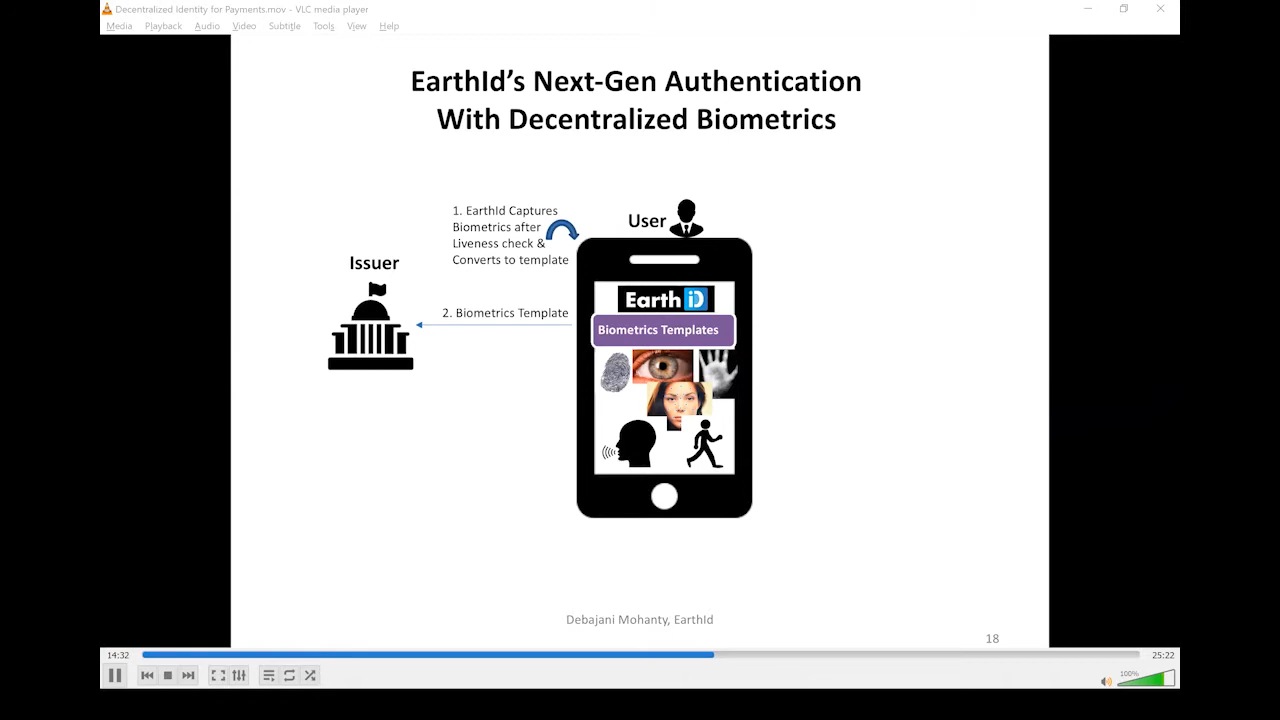 Decentralized Identity for Payments.mov - VLC media player
Media Playback Audio Video Subtitle Tools View Help
EarthId’s Next-Gen Authentication
With Decentralized Biometrics
1. EarthId Captures
Biometrics after
Liveness check &
Converts to template
User
Issuer
2. Biometrics Template
Earth iD
Biometrics Templates
Debajani Mohanty, EarthId
18
14:32
25:22
100%